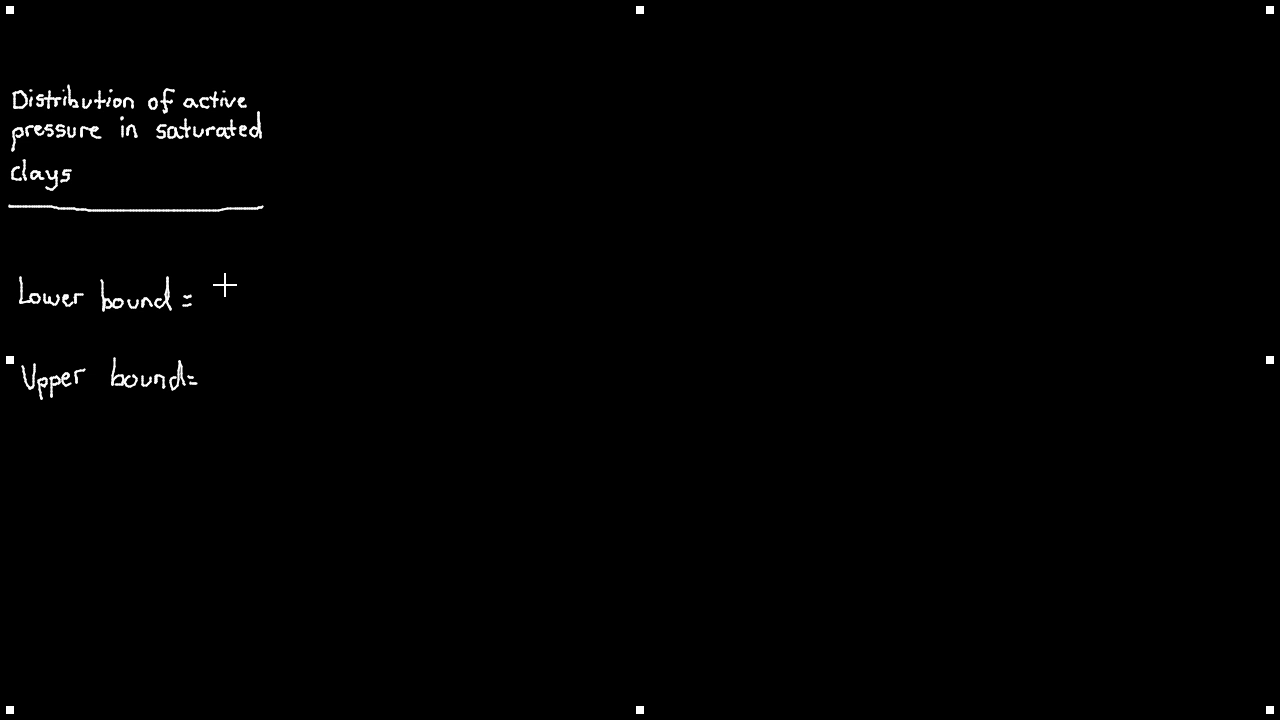 Distribution of active
pressure in saturated
clays
Lower bound =
Upper bound=